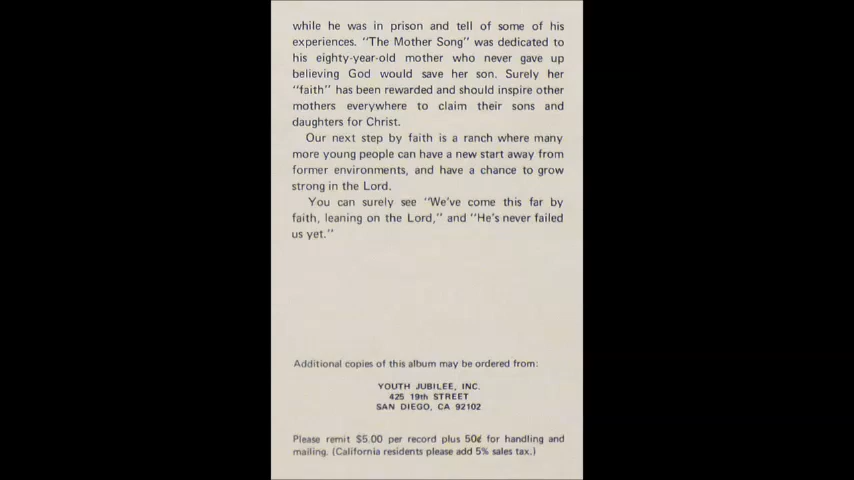 while he was in prison and tell of some of his
experiences. "The Mother Song" was dedicated to
his eighty-year-old mother who never gave up
believing God would save her son. Surely her
"faith" has been rewarded and should inspire other
mothers everywhere to claim their sons and
daughters for Christ.
Our next step by faith is a ranch where many
more young people can have a new start away from
former environments, and have a chance to grow
strong in the Lord.
You can surely see "We've come this far by
faith, leaning on the Lord," and "He's never failed
us yet."
Additional copies of this album may be ordered from:
YOUTH JUBILEE, INC.
425 19th STREET
SAN DIEGO, CA 92102
Please remit $5.00 per record plus 50¢ for handling and
mailing. (California residents please add 5% sales tax.)